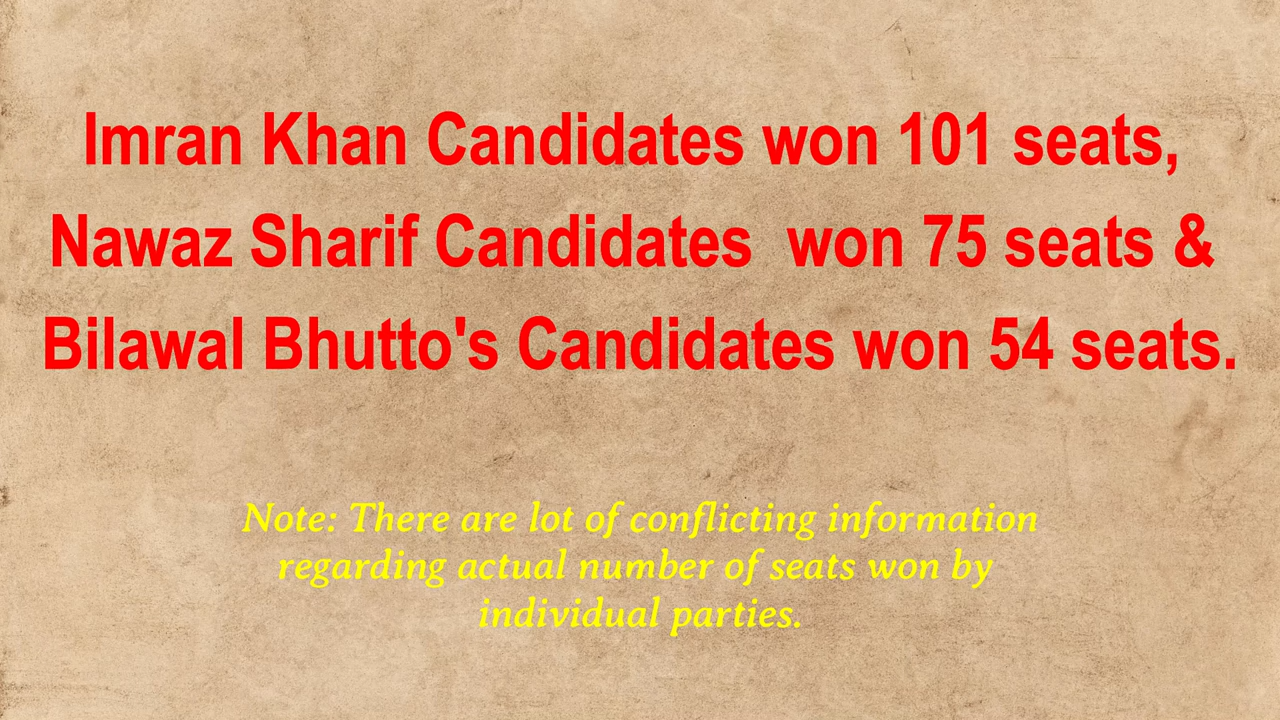 Imran Khan Candidates won 101 seats,
Nawaz Sharif Candidates  won 75 seats &
Bilawal Bhutto's Candidates won 54 seats.
Note: There are lot of conflicting information
regarding actual number of seats won by
individual parties.